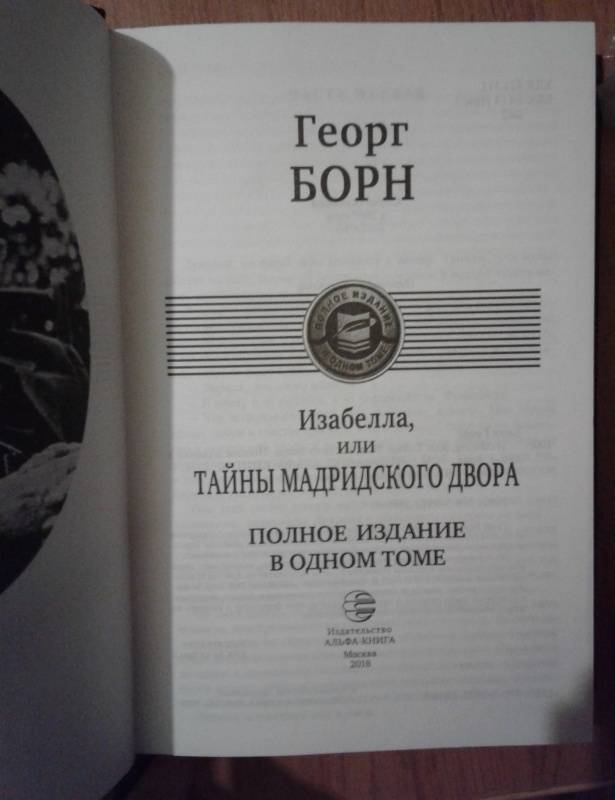 Георг
БОРН
ПОЛНОЕ ИЗДАНИЕ
В ОДНОМ ТОМЕ
Изабелла,
или
ТАЙНЫ МАДРИДСКОГО ДВОРА
ПОЛНОЕ ИЗДАНИЕ
В ОДНОМ ТОМЕ
Издательство
АЛЬФА-КНИГА
Москва
2018